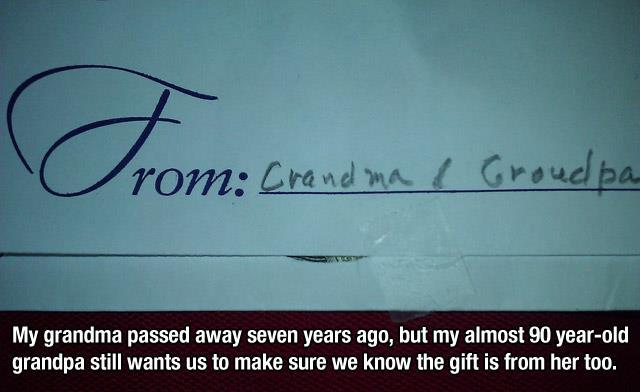 From: Grandma & Groudpa
My grandma passed away seven years ago, but my almost 90 year-old
grandpa still wants us to make sure we know the gift is from her too.